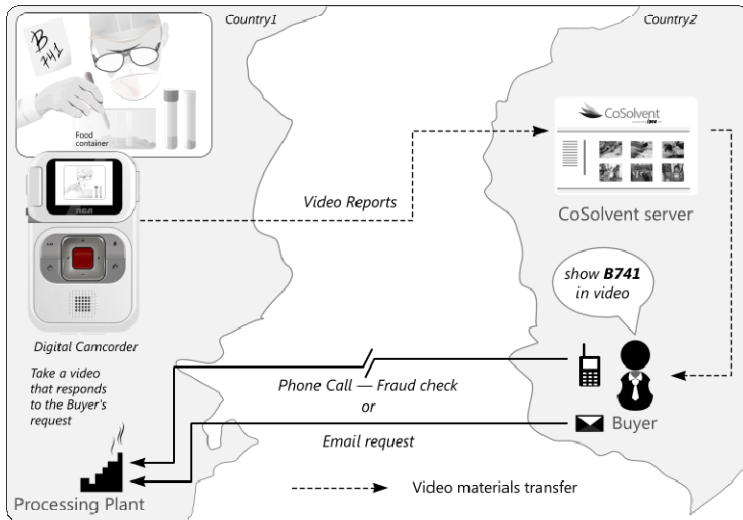 Country1
Country2
B
741
Food
container
RCA
CoSolvent
Video Reports
CoSolvent server
show B741
in video
Digital Camcorder
Take a video
that responds
to the Buyer's
request
Phone Call — Fraud check
or
Email request
Buyer
Processing Plant
Video materials transfer